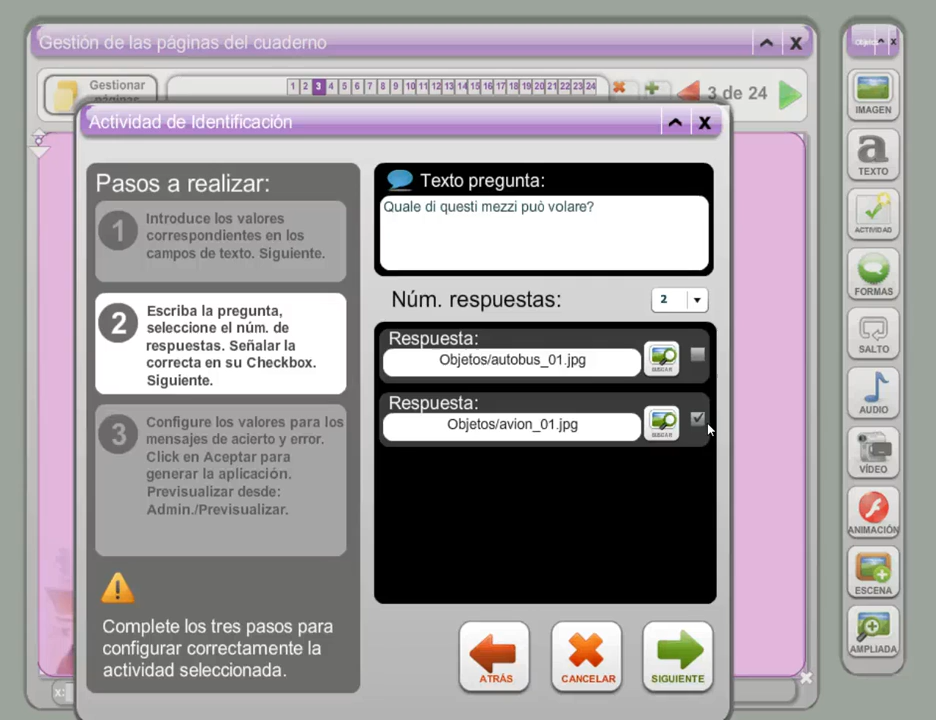 Gestión de las páginas del cuaderno
Gestionar
páginas
1 2 3 4 5 6 7 8 9 10 11 12 13 14 15 16 17 18 19 20 21 22 23 24
3 de 24
Actividad de Identificación
Pasos a realizar:
1
Introduce los valores
correspondientes en los
campos de texto. Siguiente.
2
Escriba la pregunta,
seleccione el núm. de
respuestas. Señalar la
correcta en su Checkbox.
Siguiente.
3
Configure los valores para los
mensajes de acierto y error.
Click en Aceptar para
generar la aplicación.
Previsualizar desde:
Admin./Previsualizar.
Complete los tres pasos para
configurar correctamente la
actividad seleccionada.
Texto pregunta:
Quale di questi mezzi può volare?
Núm. respuestas:
2
Respuesta:
Objetos/autobus_01.jpg
BUSCAR
Respuesta:
Objetos/avion_01.jpg
BUSCAR
ATRÁS
CANCELAR
SIGUIENTE
X:
IMAGEN
a
TEXTO
ACTIVIDAD
FORMAS
SALTO
AUDIO
VÍDEO
ANIMACIÓN
ESCENA
AMPLIADA